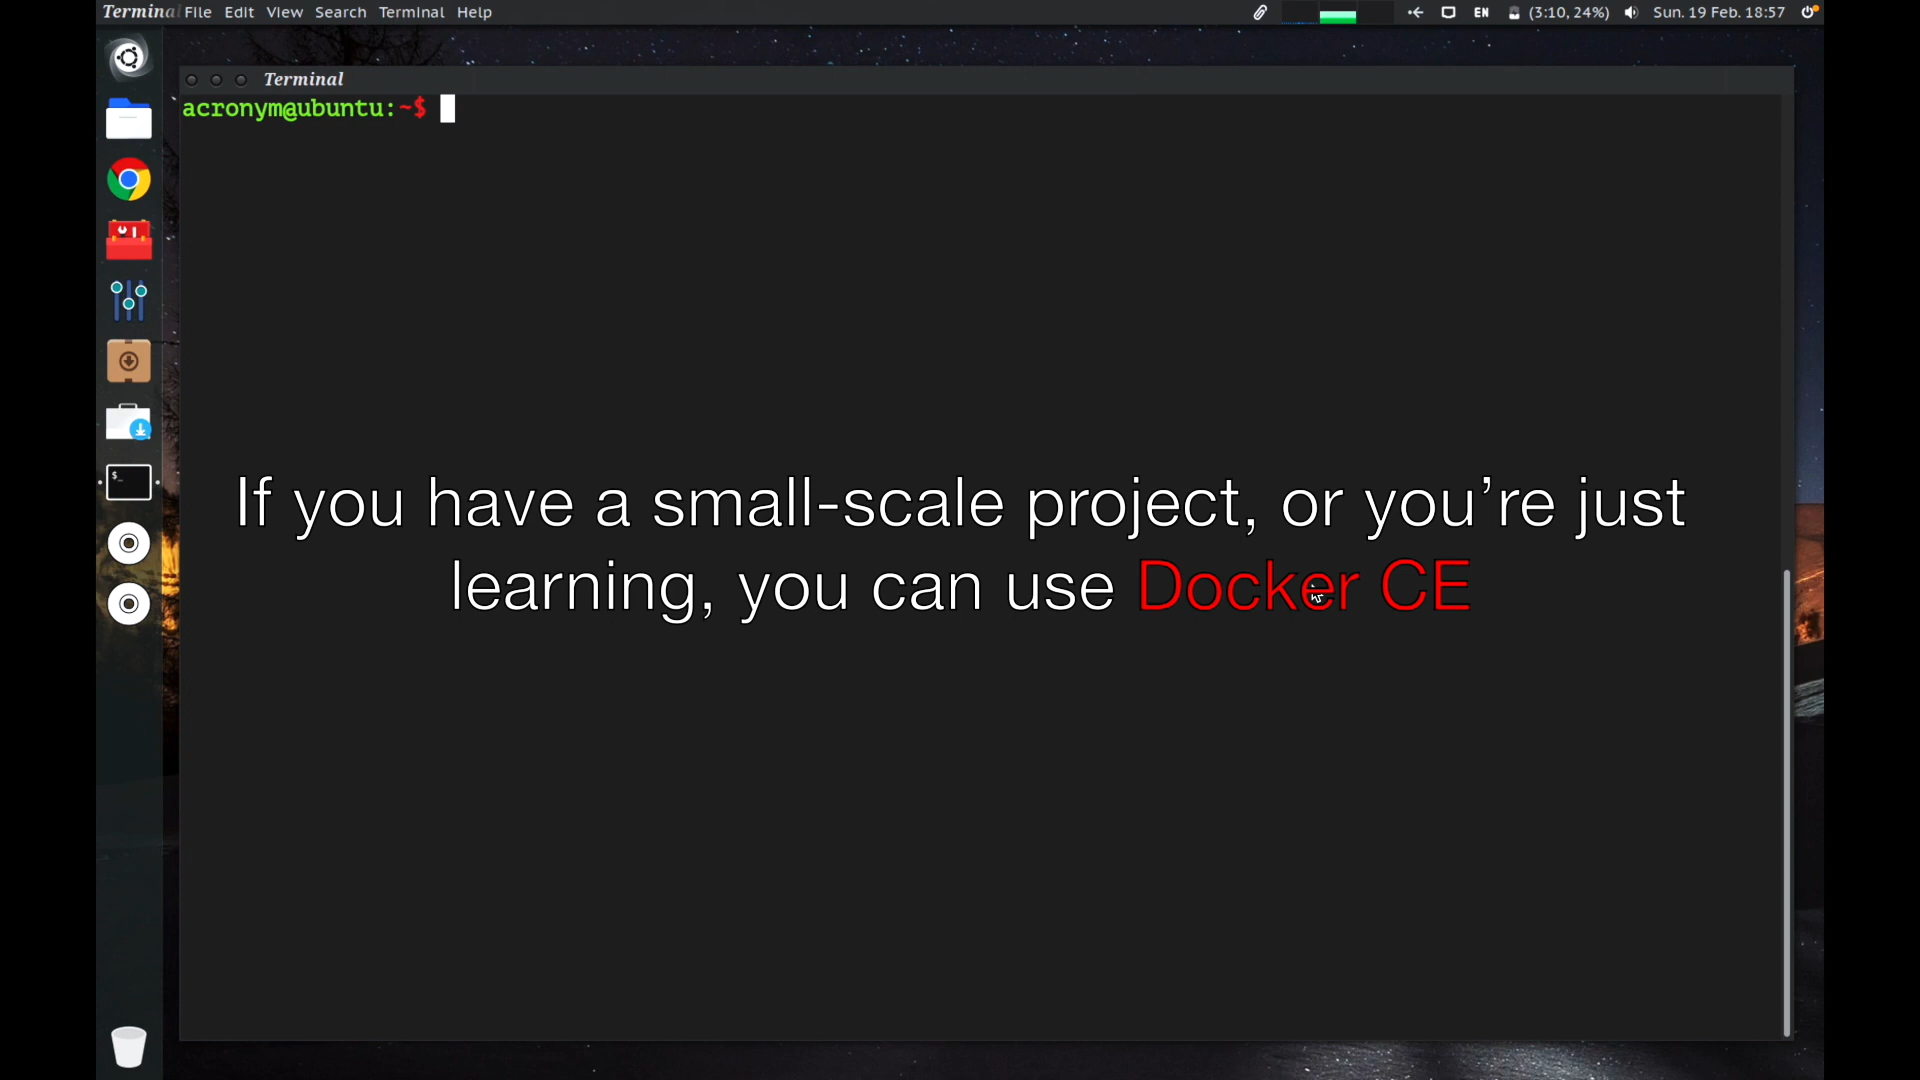 Terminal File Edit View Search Terminal Help EN (3:10, 24%) Sun. 19 Feb. 18:57
Terminal
acronym@ubuntu:~$
$_
If you have a small-scale project, or you’re just
learning, you can use Docker CE